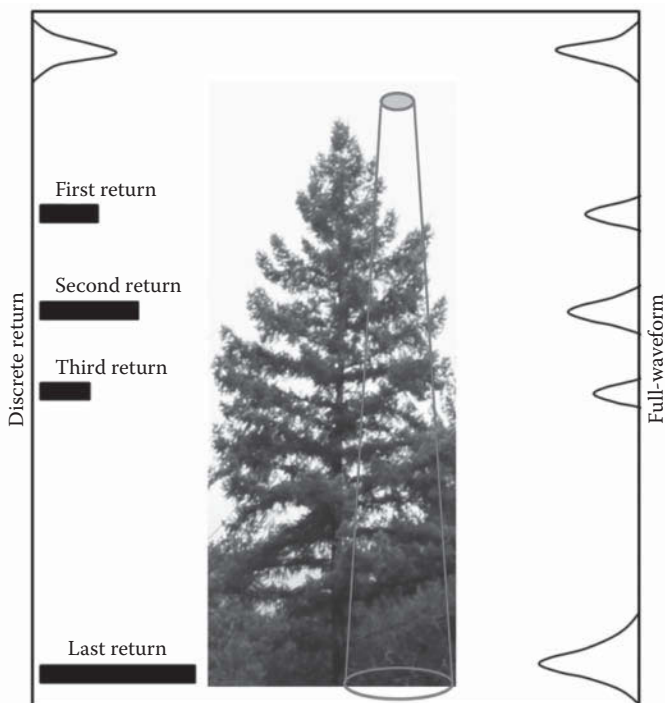 First return
Second return
Third return
Last return
Discrete return
Full-waveform